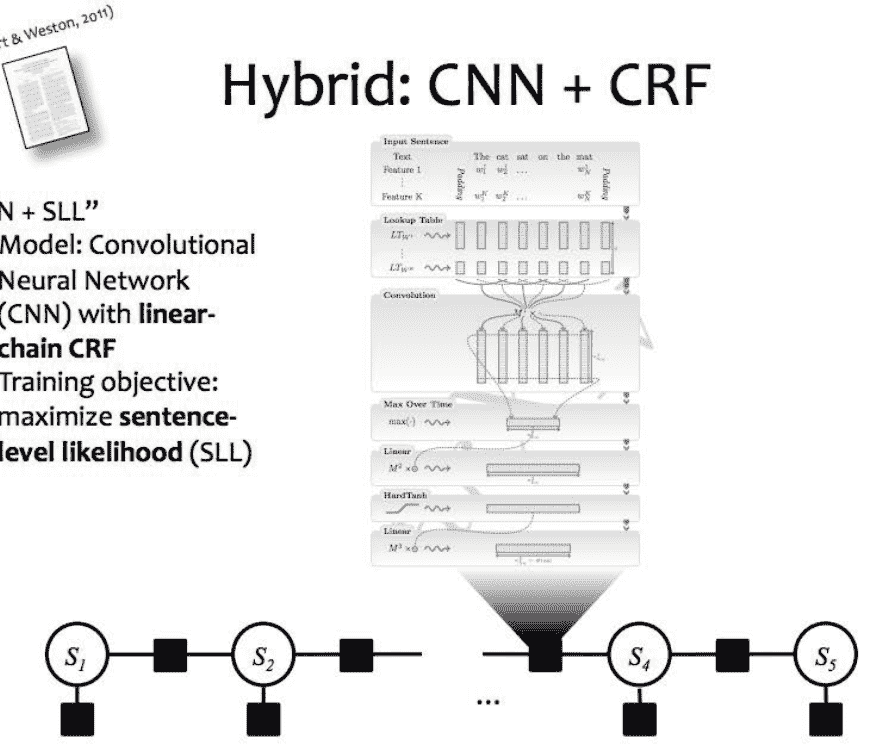 & Weston, 2011)
Hybrid: CNN + CRF
N + SLL”
Model: Convolutional
Neural Network
(CNN) with linear-
chain CRF
Training objective:
maximize sentence-
level likelihood (SLL)
Input Sentence
Text The cat sat on the mat
Feature 1
Feature K
Padding
Padding
Lookup Table
Convolution
Max Over Time
max(·)
Linear
M² ×
HardTanh
Linear
M³ ×
S₁
S₂
...
S₄
S₅